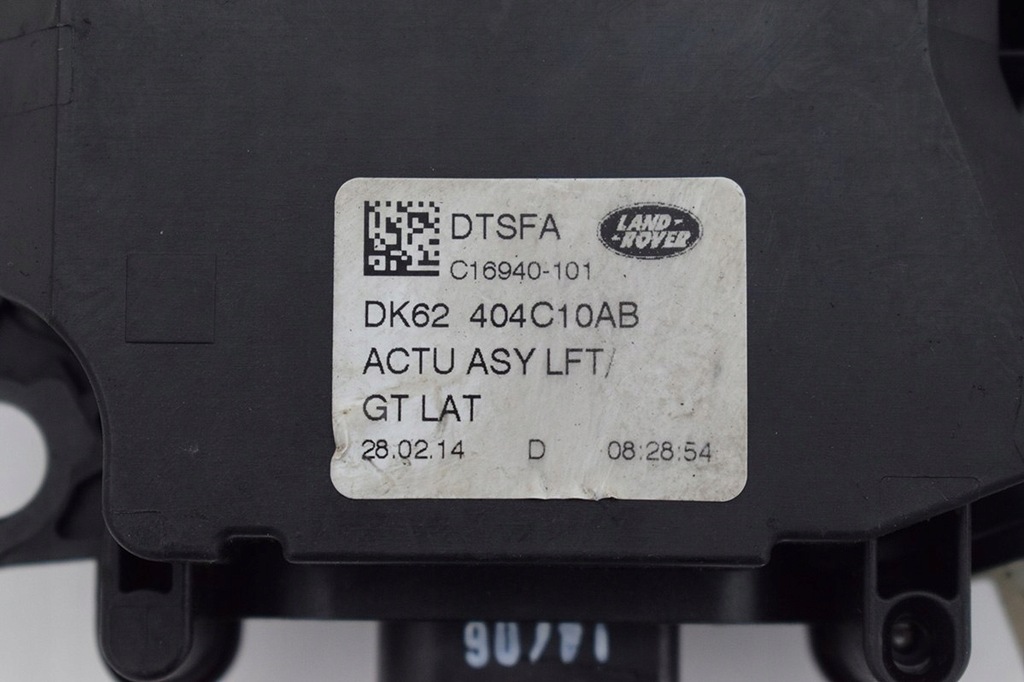 DTSFA
LAND-
-ROVER
C16940-101
DK62 404C10AB
ACTU ASY LFT/
GT LAT
28.02.14 D 08:28:54